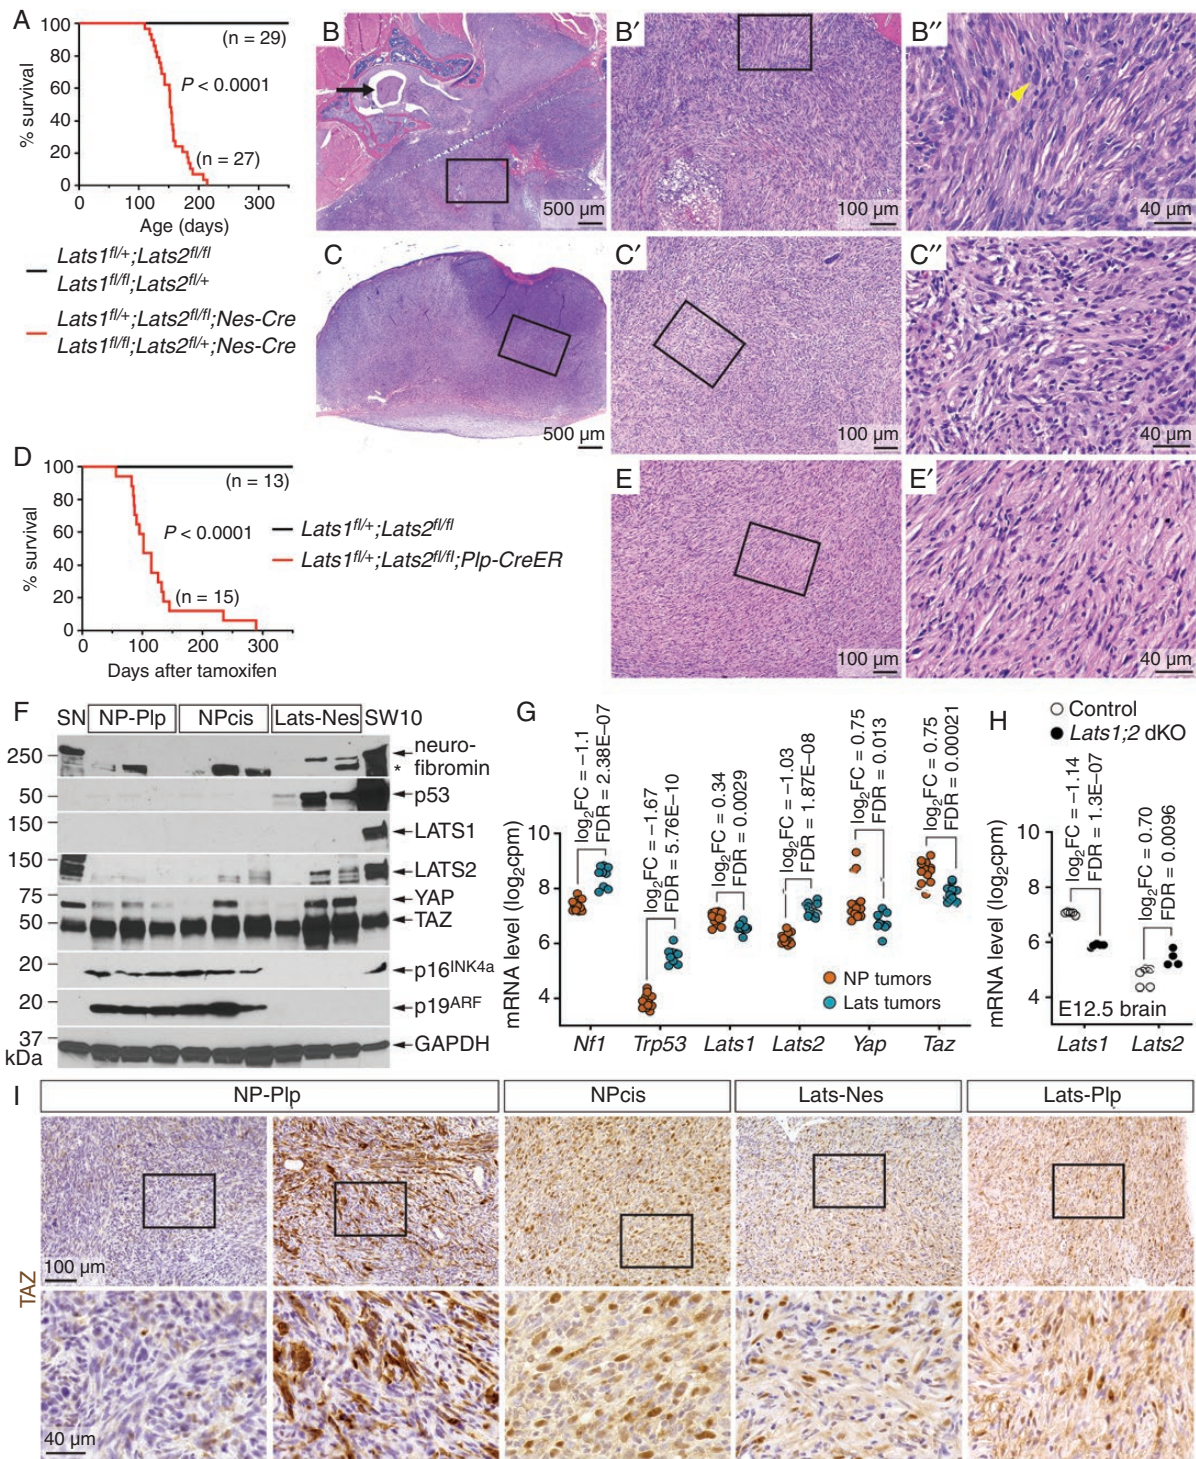 A
% survival
100
80
60
40
20
0
(n = 29)
P < 0.0001
(n = 27)
0 100 200 300
Age (days)
Lats1fl/+;Lats2fl/fl
Lats1fl/fl;Lats2fl/+
Lats1fl/+;Lats2fl/fl;Nes-Cre
Lats1fl/fl;Lats2fl/+;Nes-Cre
B
500 µm
B′
100 µm
B″
40 µm
C
500 µm
C′
100 µm
C″
40 µm
D
% survival
100
80
60
40
20
0
(n = 13)
P < 0.0001
(n = 15)
0 100 200 300
Days after tamoxifen
Lats1fl/+;Lats2fl/fl
Lats1fl/+;Lats2fl/fl;Plp-CreER
E
100 µm
E′
40 µm
F
SN NP-Plp NPcis Lats-Nes SW10
250
neuro-
* fibromin
50 p53
150 LATS1
150 LATS2
75 YAP
50 TAZ
20 p16INK4a
20 p19ARF
37 GAPDH
kDa
G
mRNA level (log2cpm)
10
8
6
4
log2FC = −1.1
FDR = 2.38E−07
log2FC = −1.67
FDR = 5.76E−10
log2FC = 0.34
FDR = 0.0029
log2FC = −1.03
FDR = 1.87E−08
log2FC = 0.75
FDR = 0.013
log2FC = 0.75
FDR = 0.00021
NP tumors
Lats tumors
Nf1 Trp53 Lats1 Lats2 Yap Taz
H
Control
Lats1;2 dKO
mRNA level (log2cpm)
10
8
6
4
log2FC = −1.14
FDR = 1.3E−07
log2FC = 0.70
FDR = 0.0096
E12.5 brain
Lats1 Lats2
I
NP-Plp NPcis Lats-Nes Lats-Plp
TAZ
100 µm
40 µm